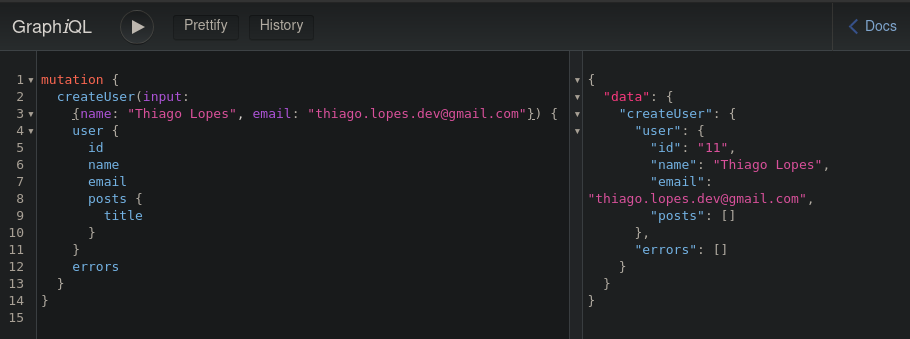 GraphiQL Prettify History Docs
1 mutation {
2   createUser(input:
3     {name: "Thiago Lopes", email: "thiago.lopes.dev@gmail.com"}) {
4     user {
5       id
6       name
7       email
8       posts {
9         title
10       }
11     }
12     errors
13   }
14 }
15
{
  "data": {
    "createUser": {
      "user": {
        "id": "11",
        "name": "Thiago Lopes",
        "email":
"thiago.lopes.dev@gmail.com",
        "posts": []
      },
      "errors": []
    }
  }
}